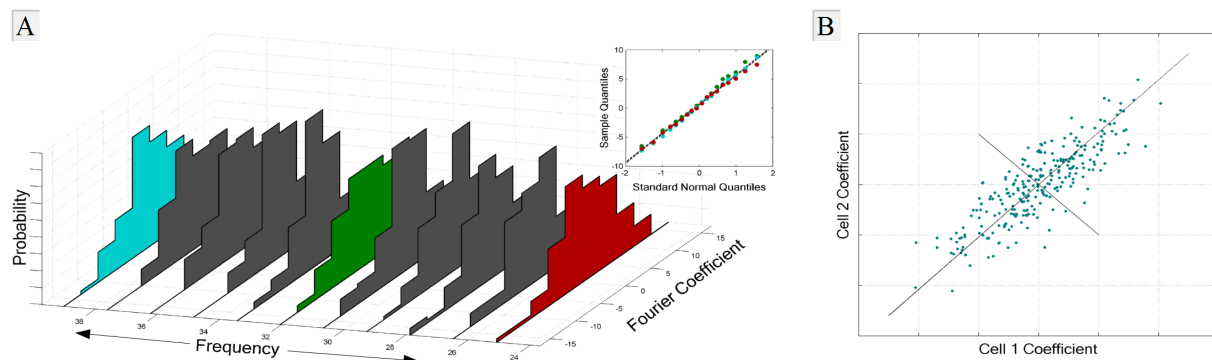 A
B
10
5
0
-5
-10
Sample Quantiles
-2
-1
0
1
2
Standard Normal Quantiles
Probability
15
10
5
0
-5
-10
-15
Fourier Coefficient
38
36
34
32
30
28
26
24
Frequency
Cell 2 Coefficient
Cell 1 Coefficient